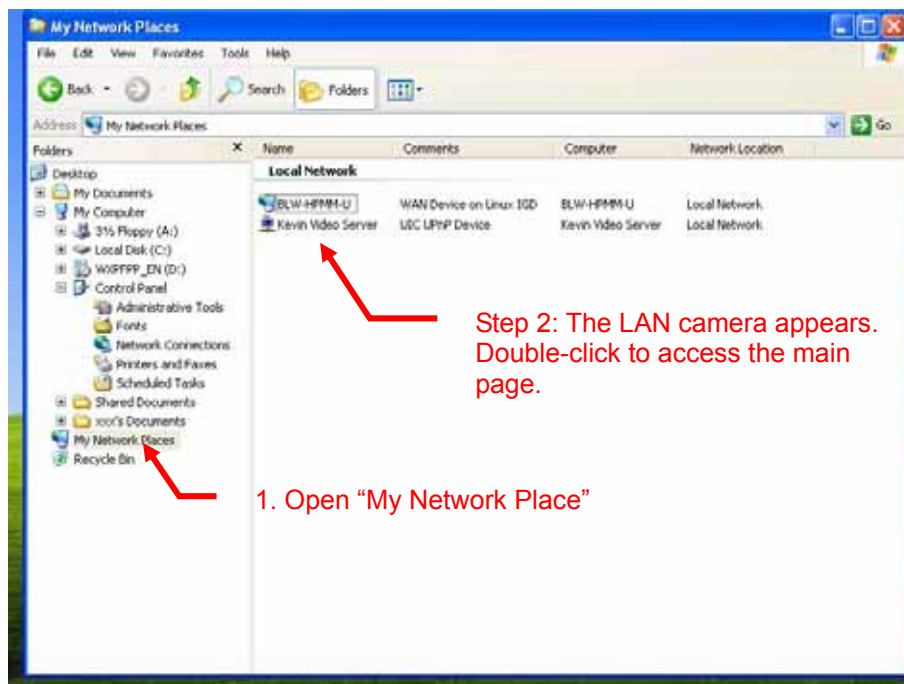 My Network Places
File Edit View Favorites Tools Help
Back Search Folders
Address My Network Places Go
Folders Name Comments Computer Network Location
Desktop
Local Network
My Documents
My Computer
BLW-HPMM-U WAN Device on Linux IGD BLW-HPMM-U Local Network
3½ Floppy (A:)
Kevin Video Server UPnP Device Kevin Video Server Local Network
Local Disk (C:)
WXPFPP_EN (D:)
Control Panel
Administrative Tools
Fonts
Network Connections
Printers and Faxes
Scheduled Tasks
Shared Documents
xxx's Documents
My Network Places
Recycle Bin
Step 2: The LAN camera appears.
Double-click to access the main
page.
1. Open “My Network Place”